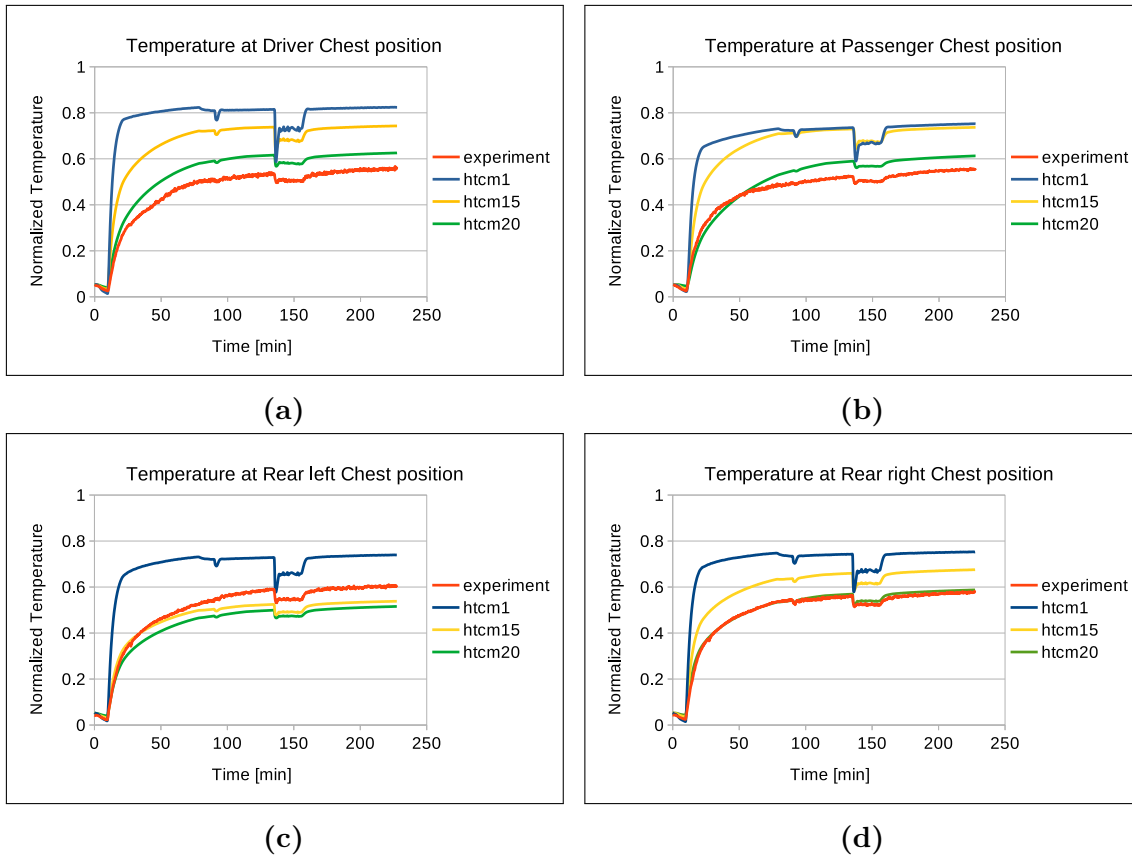 Temperature at Driver Chest position
1
0.8
0.6
0.4
0.2
0
Normalized Temperature
0 50 100 150 200 250
Time [min]
experiment
htcm1
htcm15
htcm20
(a)
Temperature at Passenger Chest position
1
0.8
0.6
0.4
0.2
0
Normalized Temperature
0 50 100 150 200 250
Time [min]
experiment
htcm1
htcm15
htcm20
(b)
Temperature at Rear left Chest position
1
0.8
0.6
0.4
0.2
0
Normalized Temperature
0 50 100 150 200 250
Time [min]
experiment
htcm1
htcm15
htcm20
(c)
Temperature at Rear right Chest position
1
0.8
0.6
0.4
0.2
0
Normalized Temperature
0 50 100 150 200 250
Time [min]
experiment
htcm1
htcm15
htcm20
(d)